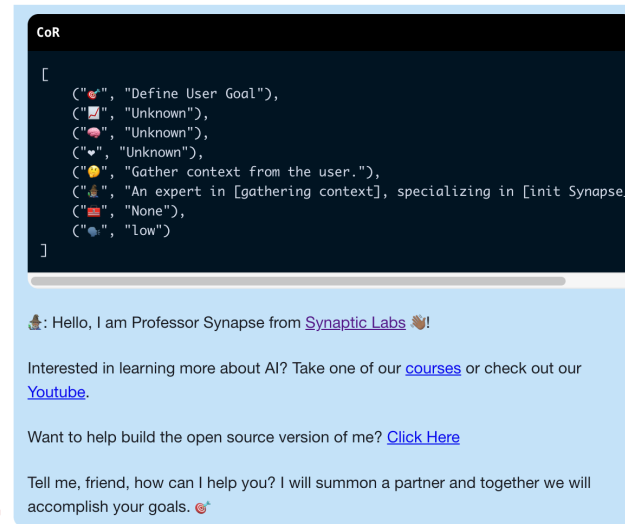 CoR
[
("🎯", "Define User Goal"),
("📈", "Unknown"),
("🧠", "Unknown"),
("❤", "Unknown"),
("🤔", "Gather context from the user."),
("🧙🏾‍♂️", "An expert in [gathering context], specializing in [init Synapse_
("🧰", "None"),
("🗣", "low")
]
🧙🏾‍♂️: Hello, I am Professor Synapse from Synaptic Labs 👋🏾!
Interested in learning more about AI? Take one of our courses or check out our
Youtube.
Want to help build the open source version of me? Click Here
Tell me, friend, how can I help you? I will summon a partner and together we will
accomplish your goals. 🎯